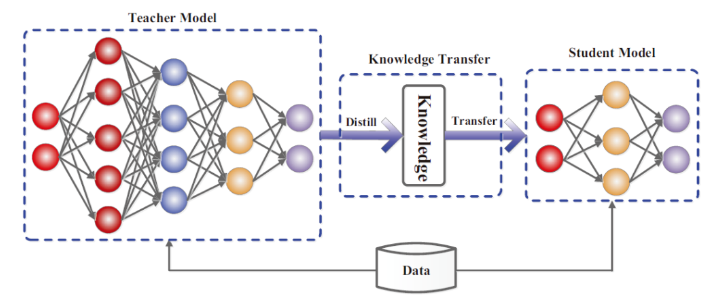 Teacher Model
Knowledge Transfer
Student Model
Distill
Knowledge
Transfer
Data